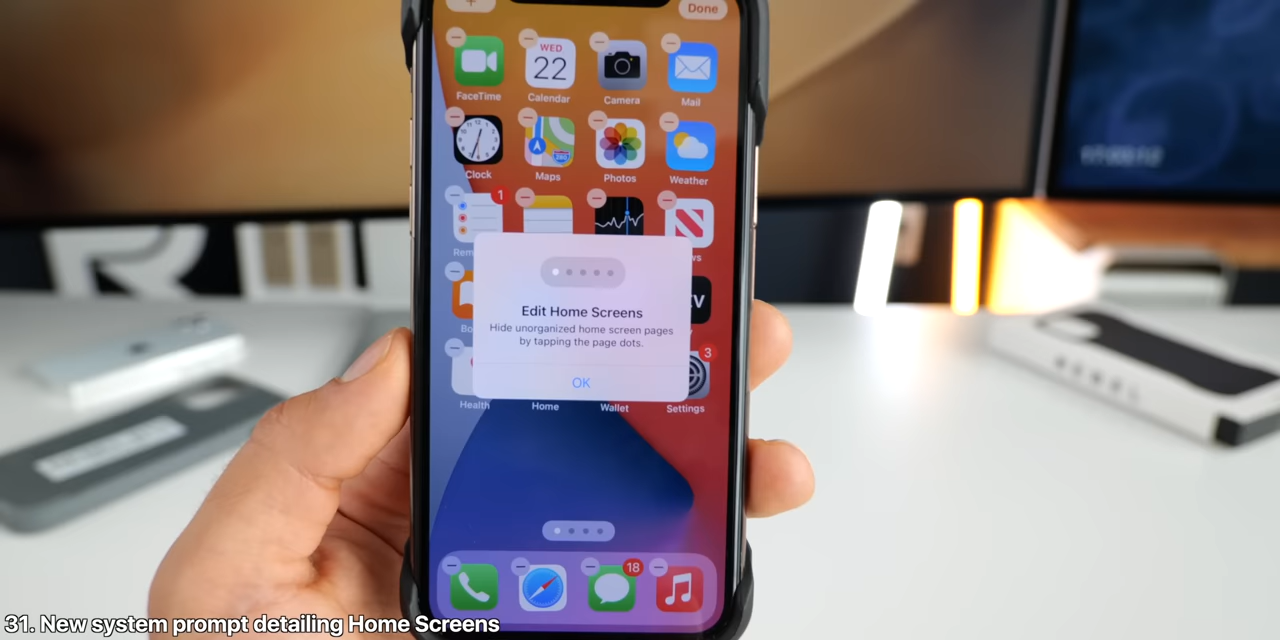 +
Done
WED
22
FaceTime
Calendar
Camera
Mail
Clock
Maps
Photos
Weather
1
Edit Home Screens
Hide unorganized home screen pages
by tapping the page dots.
OK
3
Health
Home
Wallet
Settings
18
31. New system prompt detailing Home Screens